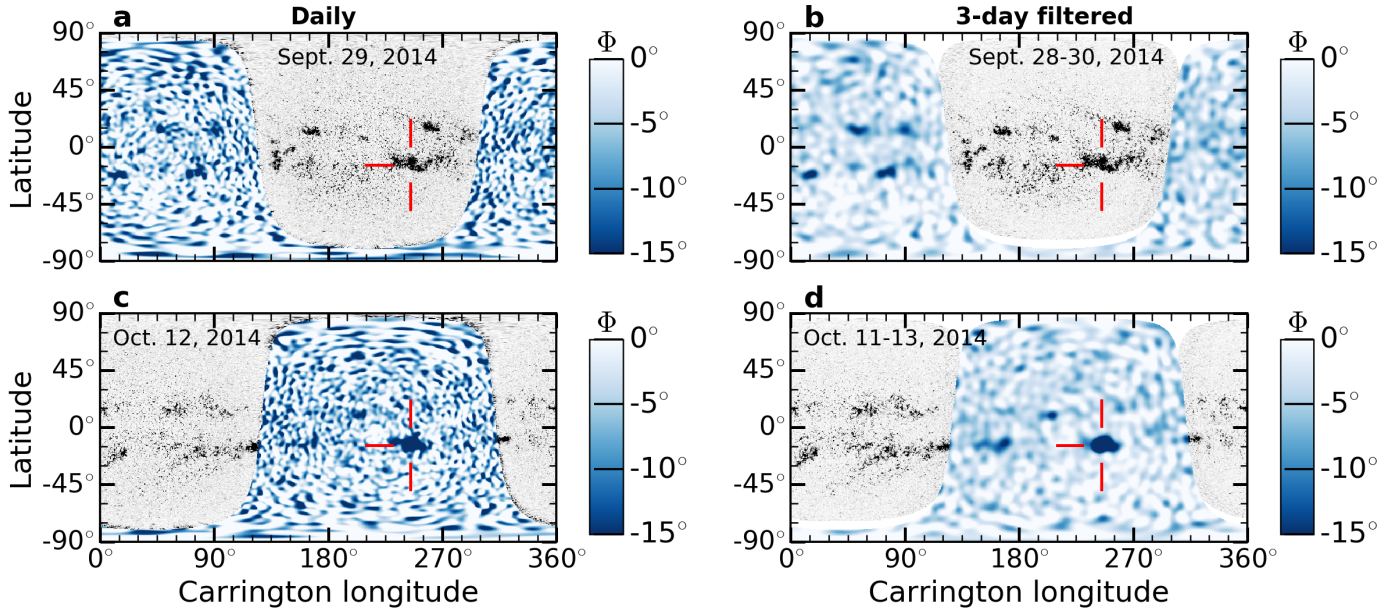 a Daily
b 3-day filtered
Sept. 29, 2014
Sept. 28-30, 2014
Latitude
90°
45°
0°
-45°
-90°
Φ
0°
-5°
-10°
-15°
90°
45°
0°
-45°
-90°
Φ
0°
-5°
-10°
-15°
c
d
Oct. 12, 2014
Oct. 11-13, 2014
Latitude
90°
45°
0°
-45°
-90°
Φ
0°
-5°
-10°
-15°
90°
45°
0°
-45°
-90°
Φ
0°
-5°
-10°
-15°
0° 90° 180° 270° 360°
Carrington longitude
0° 90° 180° 270° 360°
Carrington longitude